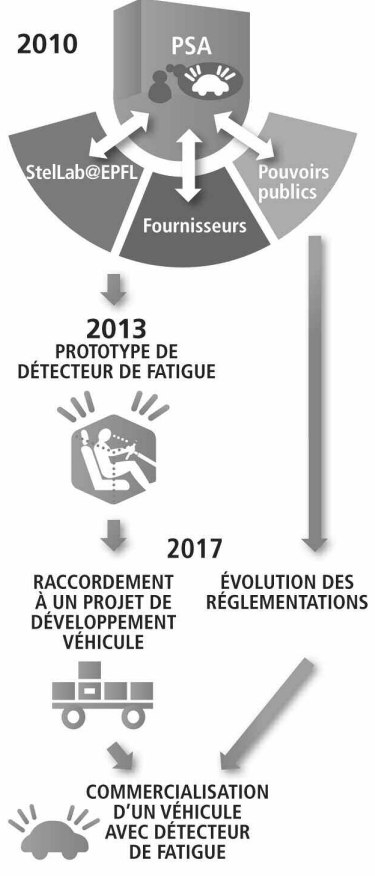 2010
PSA
StelLab@EPFL
Fournisseurs
Pouvoirs
publics
2013
PROTOTYPE DE
DÉTECTEUR DE FATIGUE
2017
RACCORDEMENT
À UN PROJET DE
DÉVELOPPEMENT
VÉHICULE
ÉVOLUTION DES
RÉGLEMENTATIONS
COMMERCIALISATION
D'UN VÉHICULE
AVEC DÉTECTEUR
DE FATIGUE